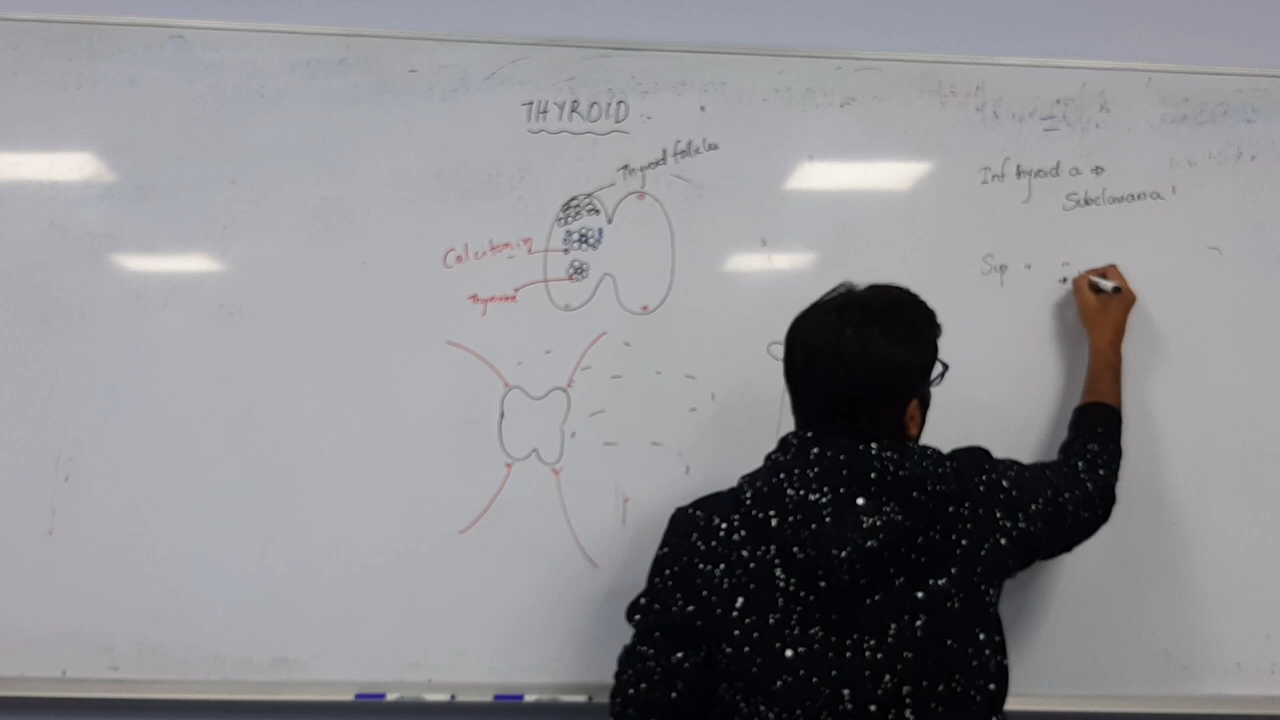 THYROID
Thyroid follicles
Calcitonin
Thyroxine
Inf thyroid a →
Subclavian a
Sup " "